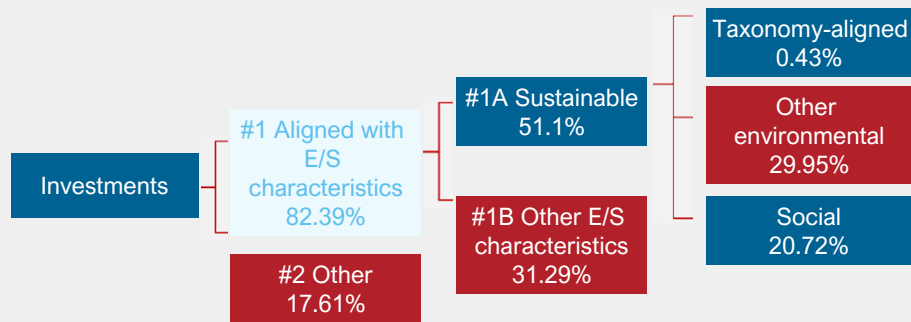 Investments
#1 Aligned with
E/S
characteristics
82.39%
#2 Other
17.61%
#1A Sustainable
51.1%
#1B Other E/S
characteristics
31.29%
Taxonomy-aligned
0.43%
Other
environmental
29.95%
Social
20.72%